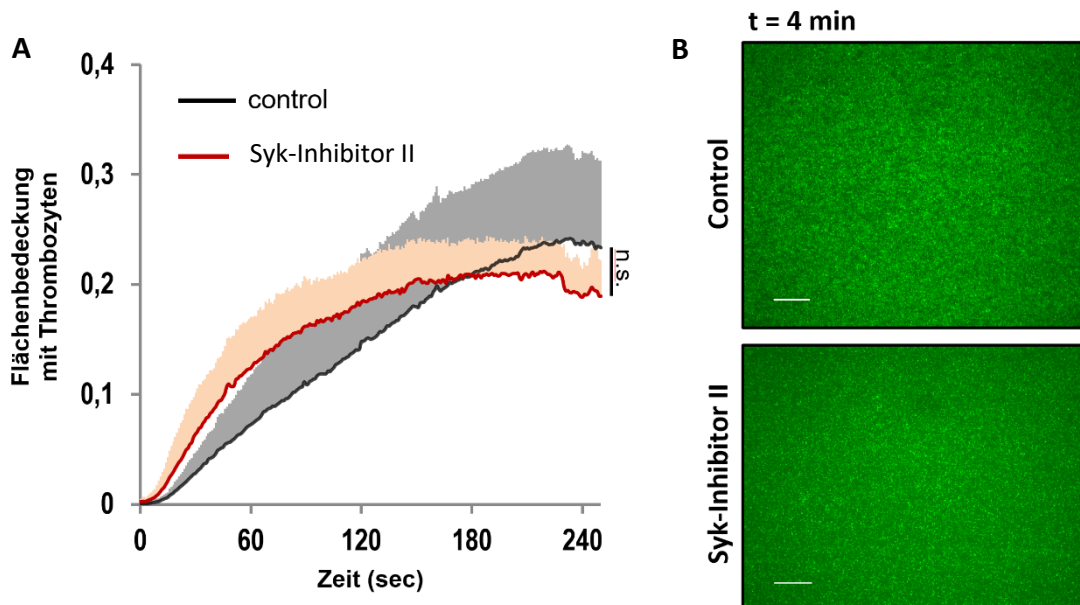 A
Flächenbedeckung
mit Thrombozyten
0,4
0,3
0,2
0,1
0
control
Syk-Inhibitor II
n.s.
0 60 120 180 240
Zeit (sec)
B
t = 4 min
Control
Syk-Inhibitor II